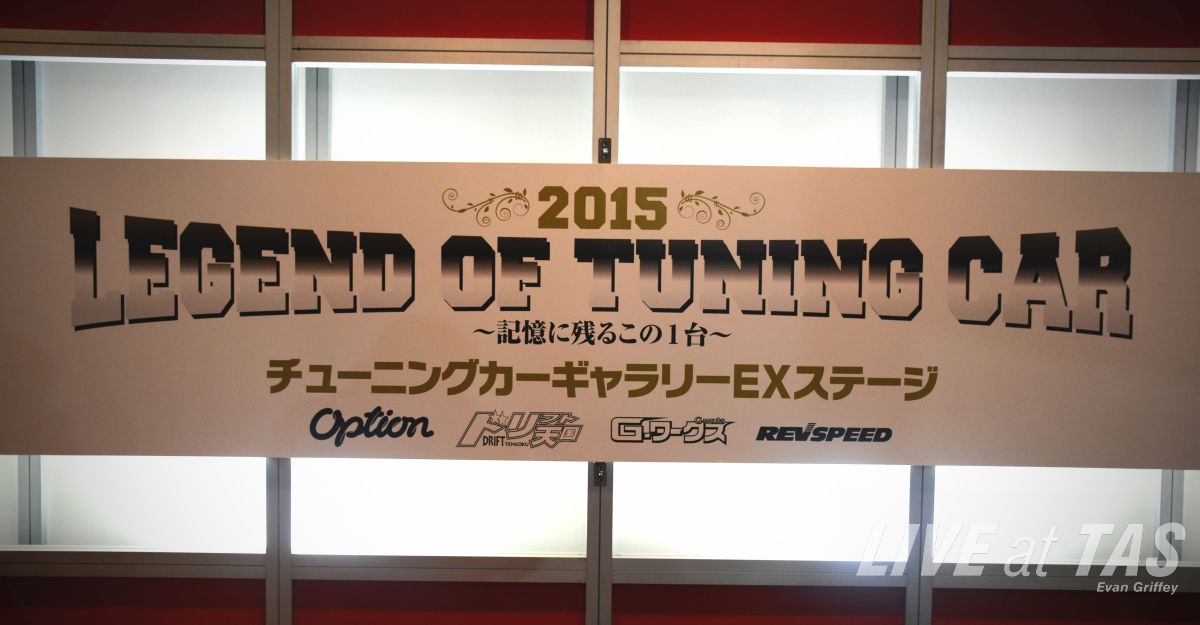 2015
LEGEND OF TUNING CAR
～記憶に残るこの1台～
チューニングカーギャラリーEXステージ
Option ドリフト天国 DRIFT TENGOKU G-ワークス G-works REVSPEED
LIVE at TAS
Evan Griffey